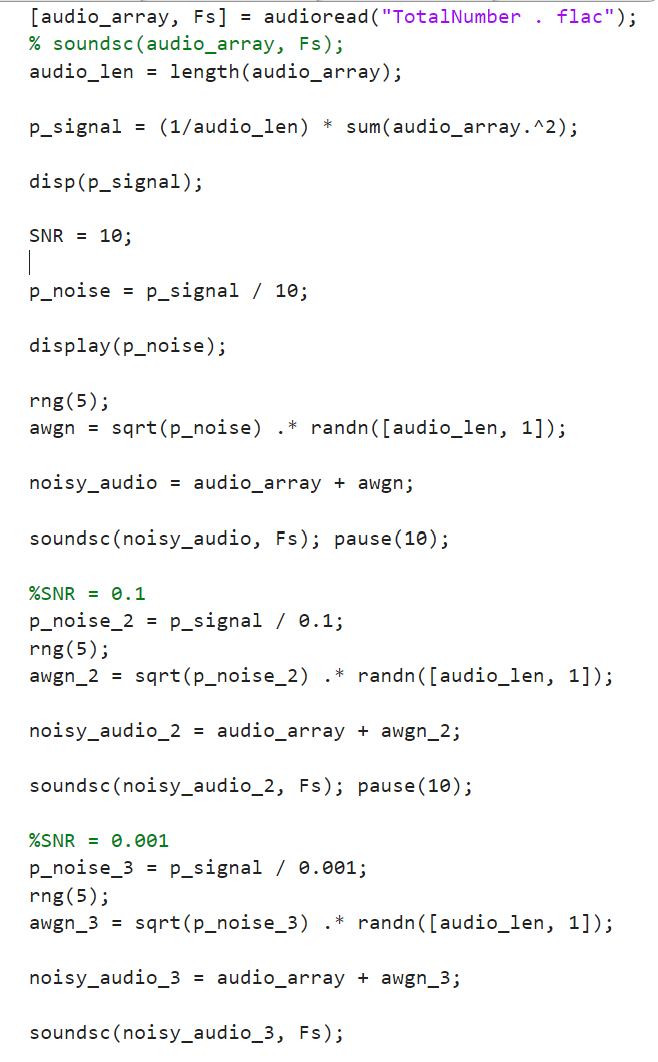 [audio_array, Fs] = audioread("TotalNumber . flac");
% soundsc(audio_array, Fs);
audio_len = length(audio_array);
p_signal = (1/audio_len) * sum(audio_array.^2);
disp(p_signal);
SNR = 10;
p_noise = p_signal / 10;
display(p_noise);
rng(5);
awgn = sqrt(p_noise) .* randn([audio_len, 1]);
noisy_audio = audio_array + awgn;
soundsc(noisy_audio, Fs); pause(10);
%SNR = 0.1
p_noise_2 = p_signal / 0.1;
rng(5);
awgn_2 = sqrt(p_noise_2) .* randn([audio_len, 1]);
noisy_audio_2 = audio_array + awgn_2;
soundsc(noisy_audio_2, Fs); pause(10);
%SNR = 0.001
p_noise_3 = p_signal / 0.001;
rng(5);
awgn_3 = sqrt(p_noise_3) .* randn([audio_len, 1]);
noisy_audio_3 = audio_array + awgn_3;
soundsc(noisy_audio_3, Fs);